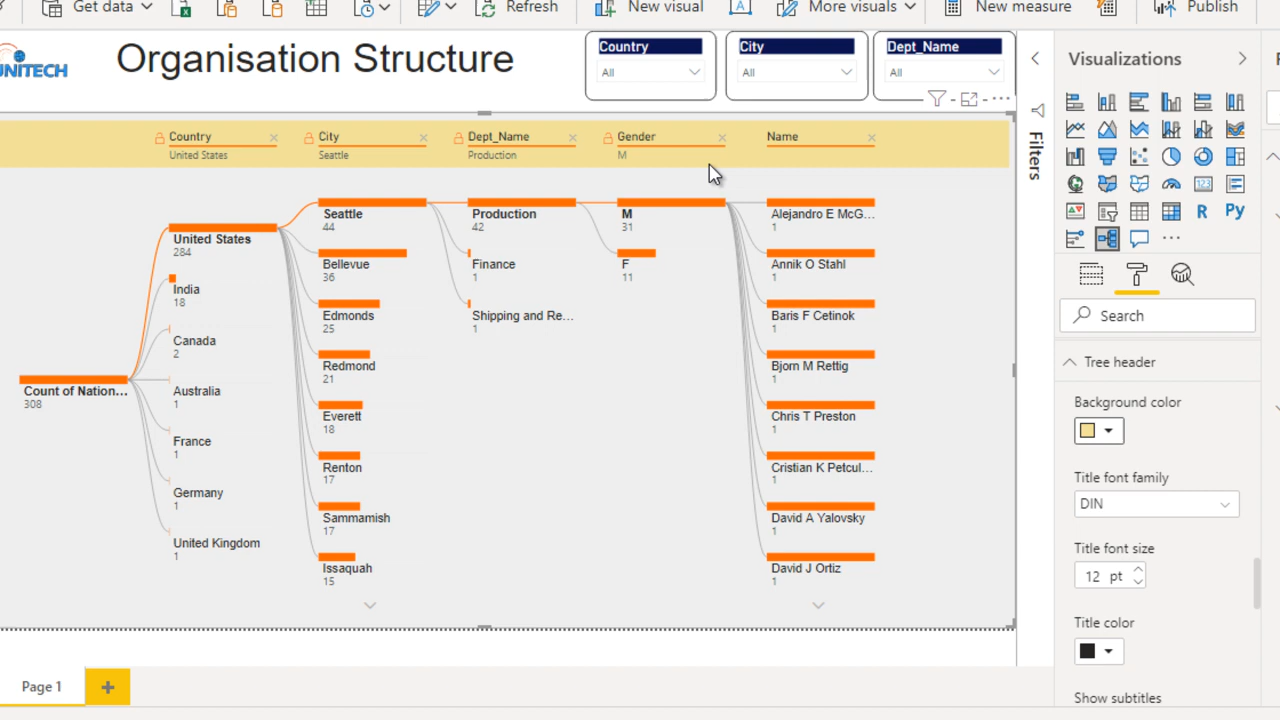 Get data
Refresh
New visual
More visuals
New measure
Publish
UNITECH
Organisation Structure
Country
All
City
All
Dept_Name
All
Country
United States
City
Seattle
Dept_Name
Production
Gender
M
Name
Count of Nation...
308
United States
284
India
18
Canada
2
Australia
1
France
1
Germany
1
United Kingdom
1
Seattle
44
Bellevue
36
Edmonds
25
Redmond
21
Everett
18
Renton
17
Sammamish
17
Issaquah
15
Production
42
Finance
1
Shipping and Re...
1
M
31
F
11
Alejandro E McG...
1
Annik O Stahl
1
Baris F Cetinok
1
Bjorn M Rettig
1
Chris T Preston
1
Cristian K Petcul...
1
David A Yalovsky
1
David J Ortiz
1
Page 1
Filters
Visualizations
123
R
Py
Search
Tree header
Background color
Title font family
DIN
Title font size
12 pt
Title color
Show subtitles